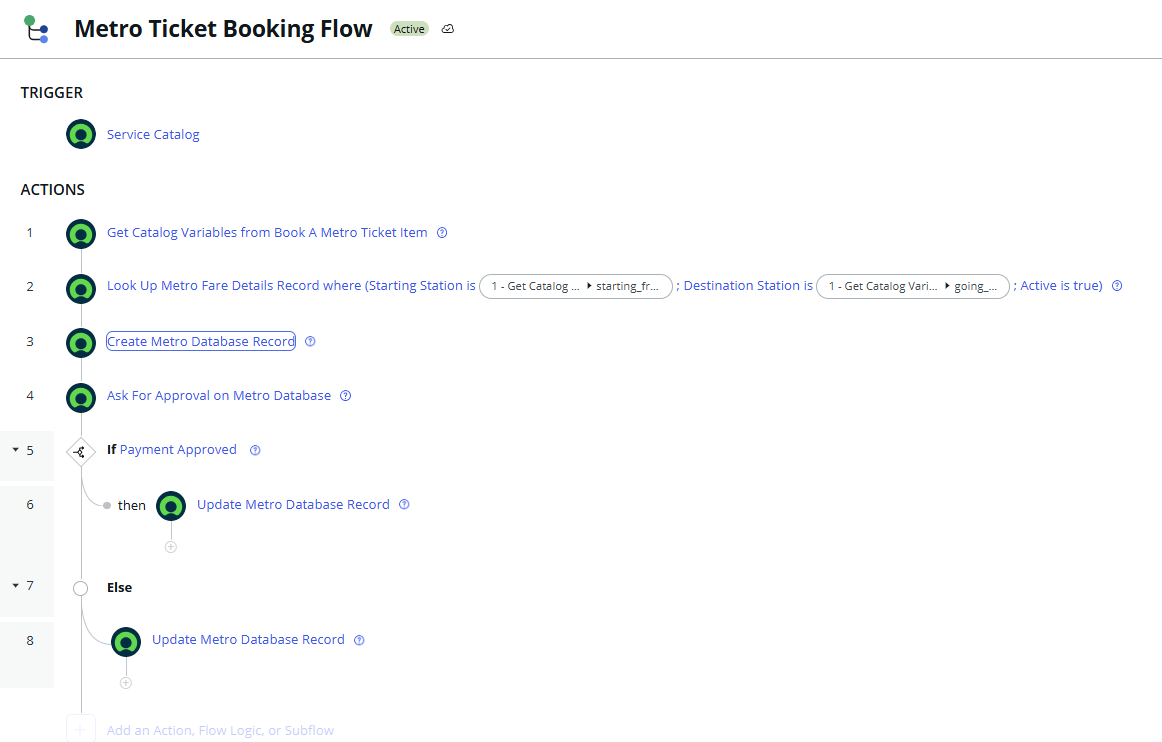 Metro Ticket Booking Flow Active
TRIGGER
Service Catalog
ACTIONS
1 Get Catalog Variables from Book A Metro Ticket Item
2 Look Up Metro Fare Details Record where (Starting Station is 1 - Get Catalog ... ▸ starting_fr... ; Destination Station is 1 - Get Catalog Vari... ▸ going_... ; Active is true)
3 Create Metro Database Record
4 Ask For Approval on Metro Database
5 If Payment Approved
6 then Update Metro Database Record
7 Else
8 Update Metro Database Record
Add an Action, Flow Logic, or Subflow